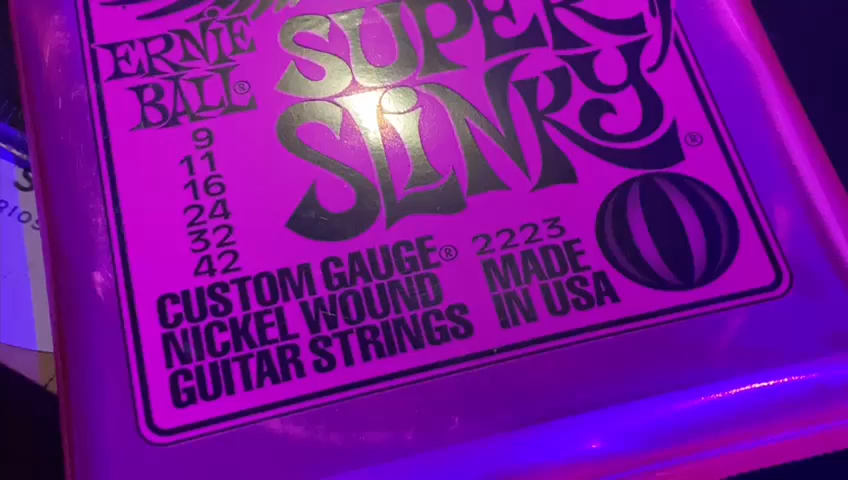 ERNIE
BALL®
SUPER
SLINKY®
9
11
16
24
32
42
CUSTOM GAUGE®
NICKEL WOUND
GUITAR STRINGS
2223
MADE
IN USA